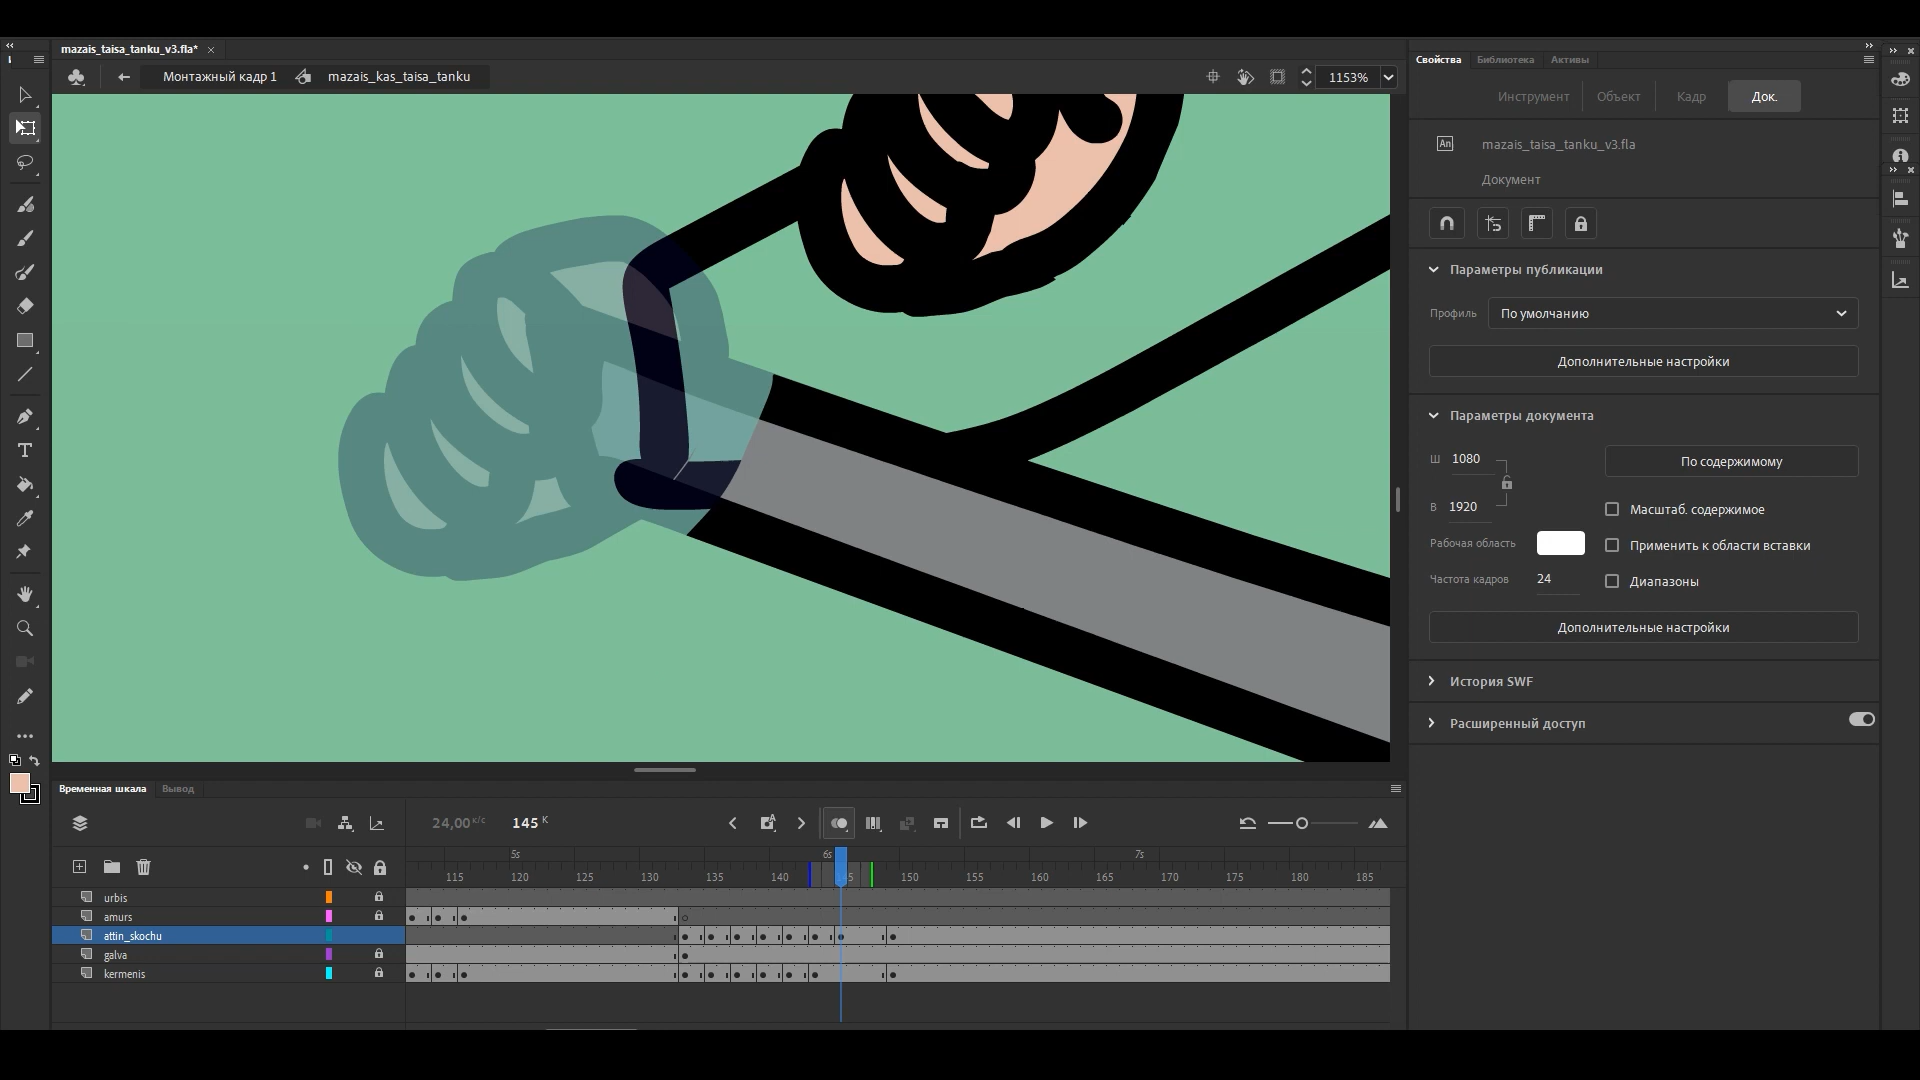 mazais_taisa_tanku_v3.fla*
Монтажный кадр 1
mazais_kas_taisa_tanku
1153%
Свойства
Библиотека
Активы
Инструмент
Объект
Кадр
Док.
An
mazais_taisa_tanku_v3.fla
Документ
Параметры публикации
Профиль
По умолчанию
Дополнительные настройки
Параметры документа
Ш 1080
По содержимому
В 1920
Масштаб. содержимое
Рабочая область
Применить к области вставки
Частота кадров 24
Диапазоны
Дополнительные настройки
История SWF
Расширенный доступ
Временная шкала
Вывод
24,00 к/с
145 К
5s
6s
7s
115 120 125 130 135 140 145 150 155 160 165 170 175 180 185
urbis
amurs
attin_skochu
galva
kermenis